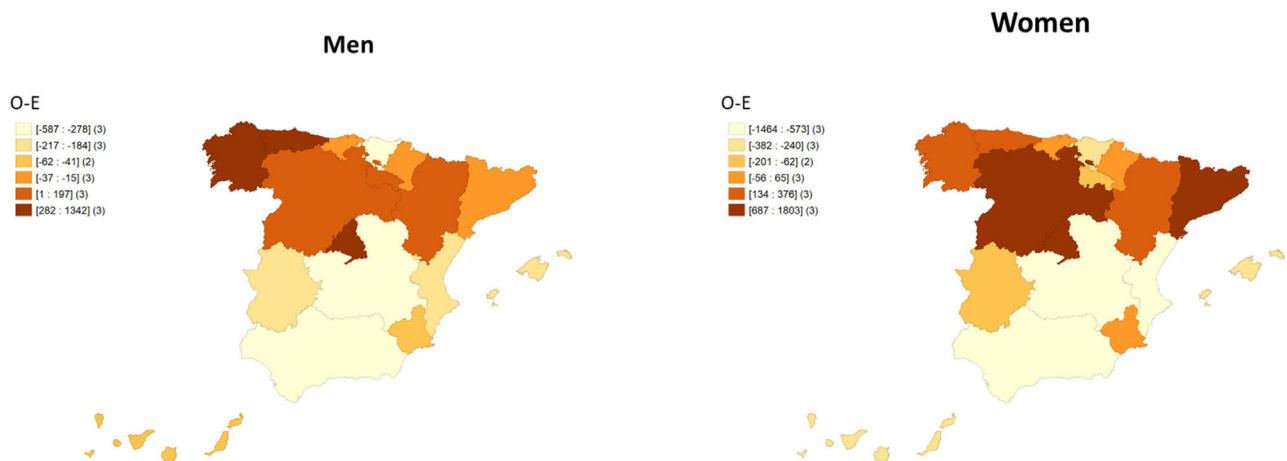 Men
O-E
[-587 : -278] (3)
[-217 : -184] (3)
[-62 : -41] (2)
[-37 : -15] (3)
[1 : 197] (3)
[282 : 1342] (3)
Women
O-E
[-1464 : -573] (3)
[-382 : -240] (3)
[-201 : -62] (2)
[-56 : 65] (3)
[134 : 376] (3)
[687 : 1803] (3)